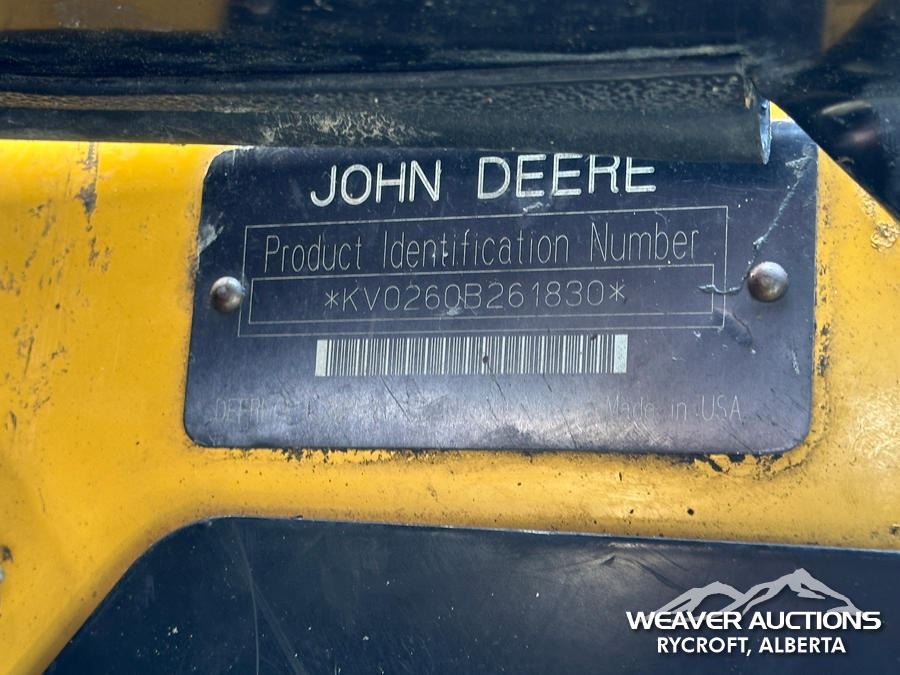 JOHN DEERE
Product Identification Number
*KV0260B261830*
Made in USA
WEAVER AUCTIONS
RYCROFT, ALBERTA